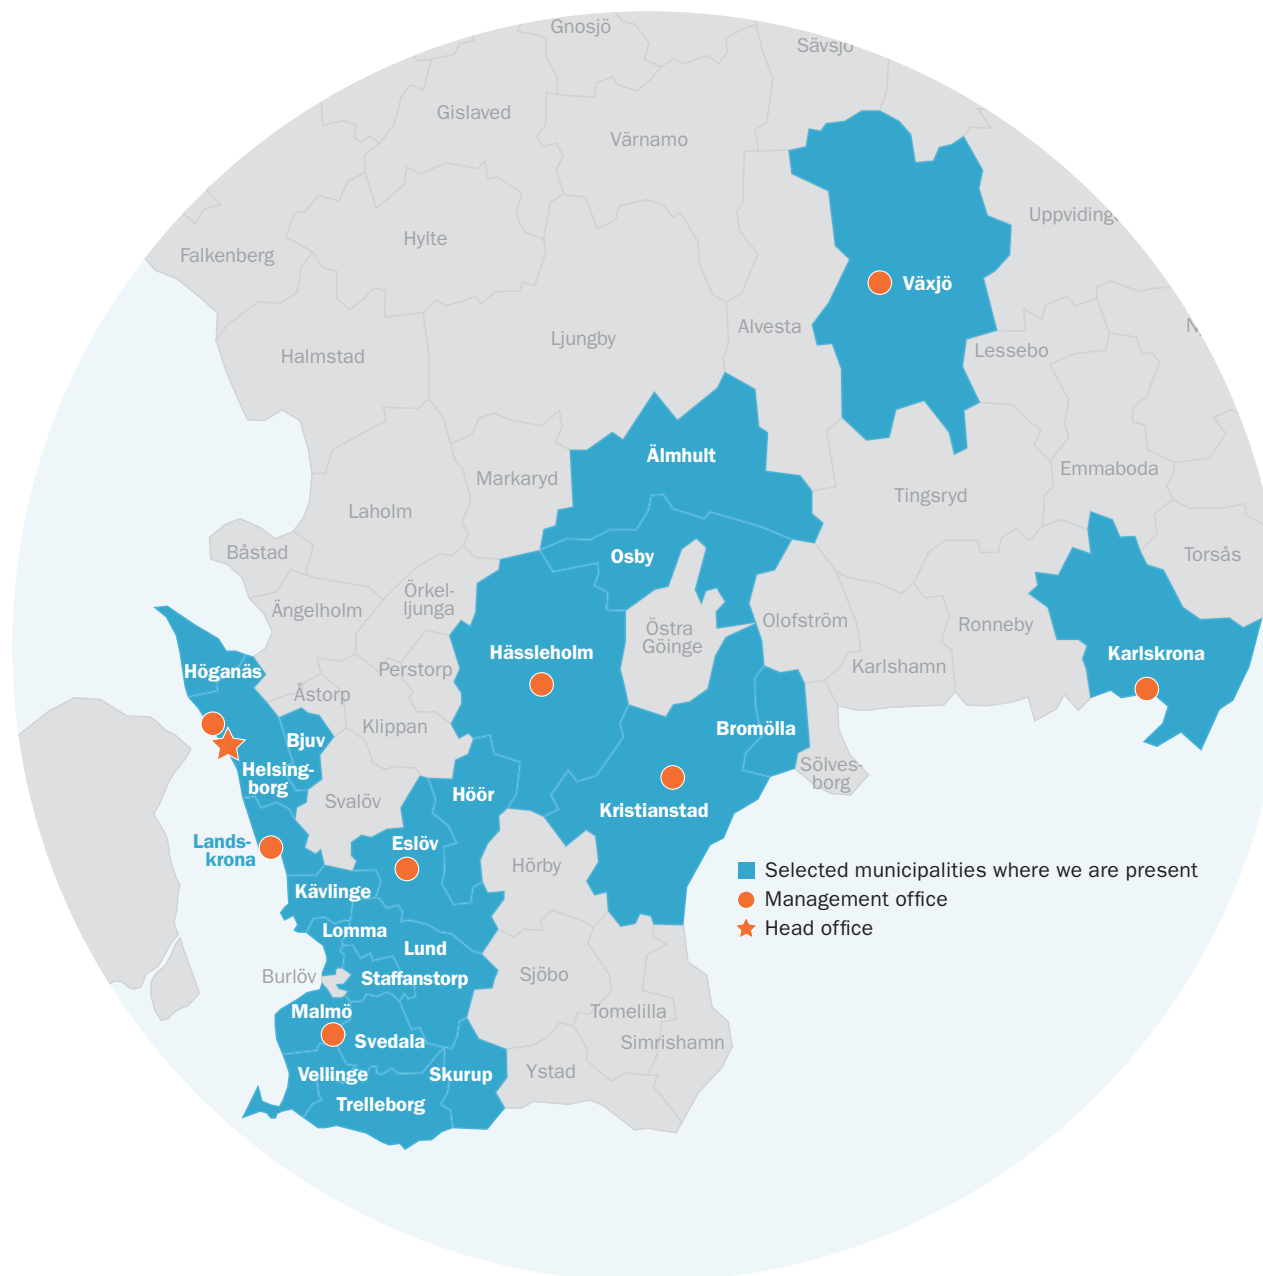 Gnosjö
Sävsjö
Gislaved
Värnamo
Uppviding
Hylte
Falkenberg
Växjö
Alvesta
Ljungby
Lessebo
Halmstad
Älmhult
Emmaboda
Markaryd
Tingsryd
Laholm
Båstad
Osby
Torsås
Örkel-
ljunga
Ängelholm
Olofström
Ronneby
Östra
Göinge
Hässleholm
Karlskrona
Karlshamn
Perstorp
Höganäs
Åstorp
Klippan
Bromölla
Bjuv
Helsing-
borg
Sölves-
borg
Höör
Svalöv
Kristianstad
Lands-
krona
Eslöv
Hörby
Selected municipalities where we are present
Management office
Head office
Kävlinge
Lomma
Lund
Burlöv
Staffanstorp
Sjöbo
Malmö
Tomelilla
Svedala
Simrishamn
Vellinge
Skurup
Ystad
Trelleborg